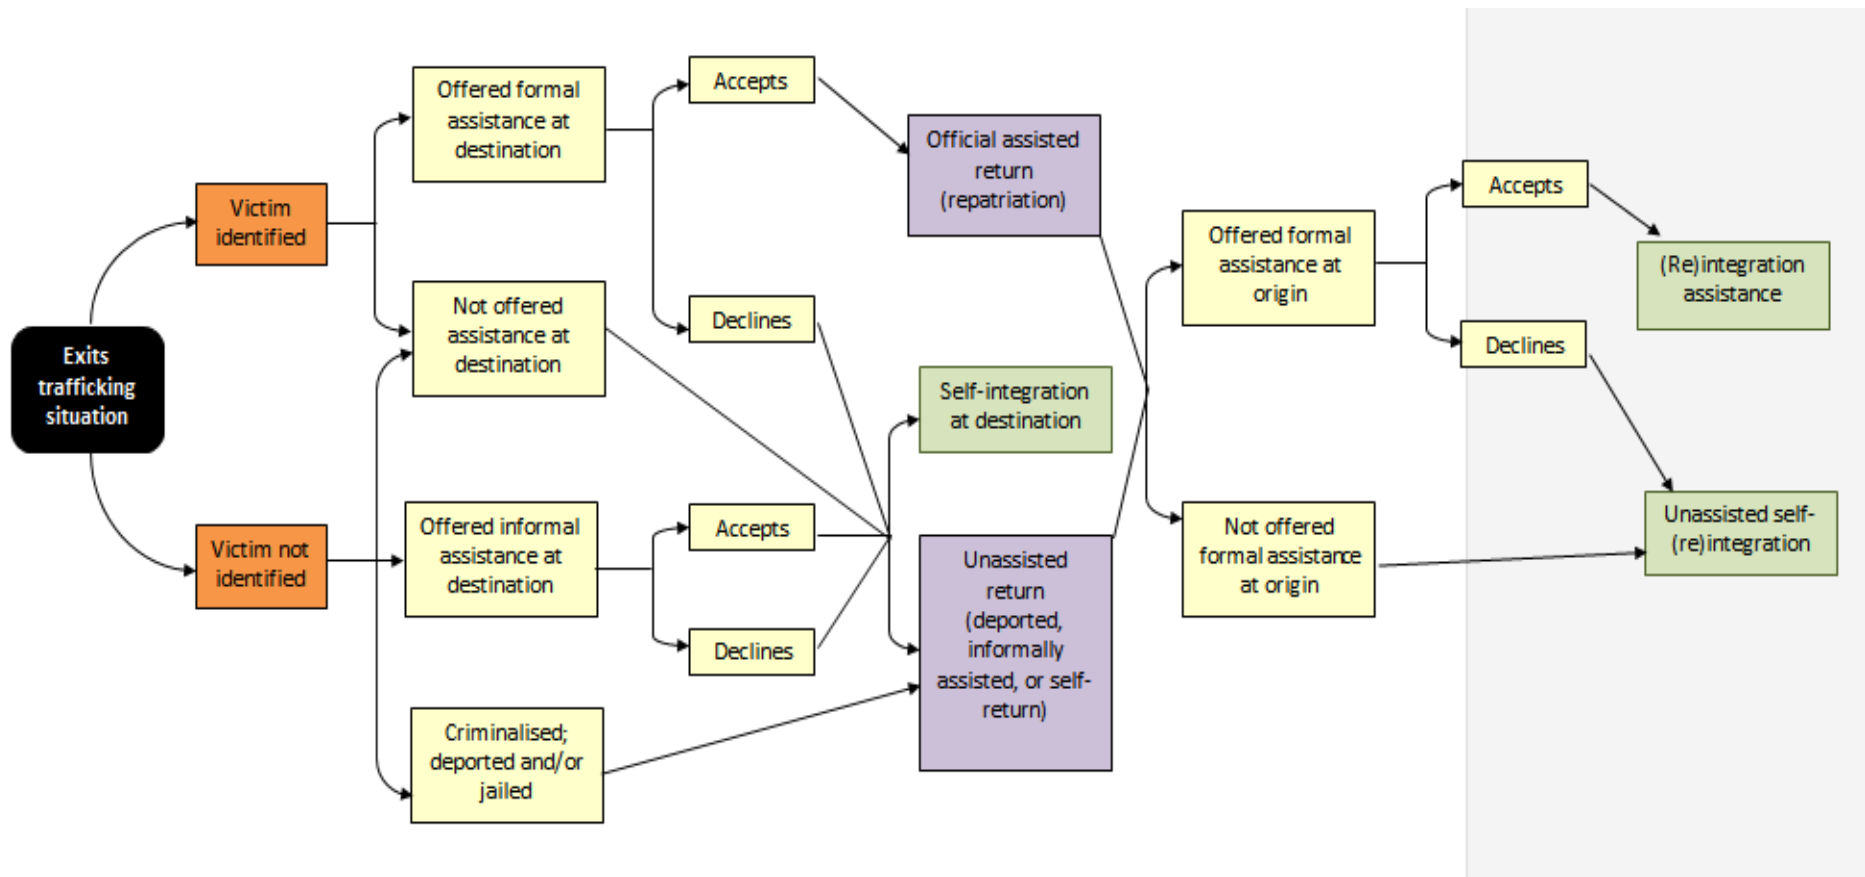 Exits
trafficking
situation
Victim
identified
Victim not
identified
Offered formal
assistance at
destination
Not offered
assistance at
destination
Offered informal
assistance at
destination
Criminalised;
deported and/or
jailed
Accepts
Declines
Accepts
Declines
Official assisted
return
(repatriation)
Self-integration
at destination
Unassisted
return
(deported,
informally
assisted, or self-
return)
Offered formal
assistance at
origin
Not offered
formal assistance
at origin
Accepts
Declines
(Re)integration
assistance
Unassisted self-
(re)integration